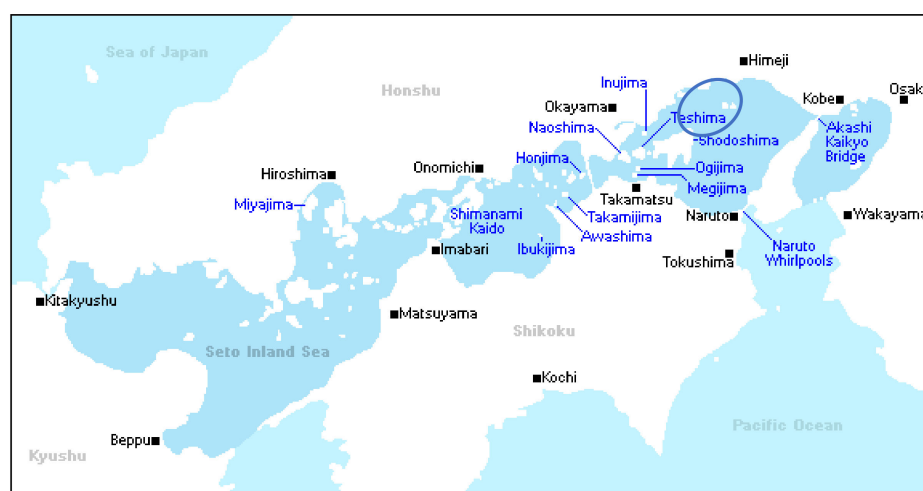 Sea of Japan
Himeji
Inujima
Honshu
Kobe
Osak
Okayama
Teshima
Naoshima
Akashi
Kaikyo
Bridge
Shodoshima
Honjima
Onomichi
Ogijima
Hiroshima
Megijima
Takamatsu
Miyajima
Shimanami
Kaido
Takamijima
Naruto
Wakayama
Awashima
Imabari
Ibukijima
Naruto
Whirlpools
Tokushima
Kitakyushu
Matsuyama
Shikoku
Seto Inland Sea
Kochi
Pacific Ocean
Beppu
Kyushu